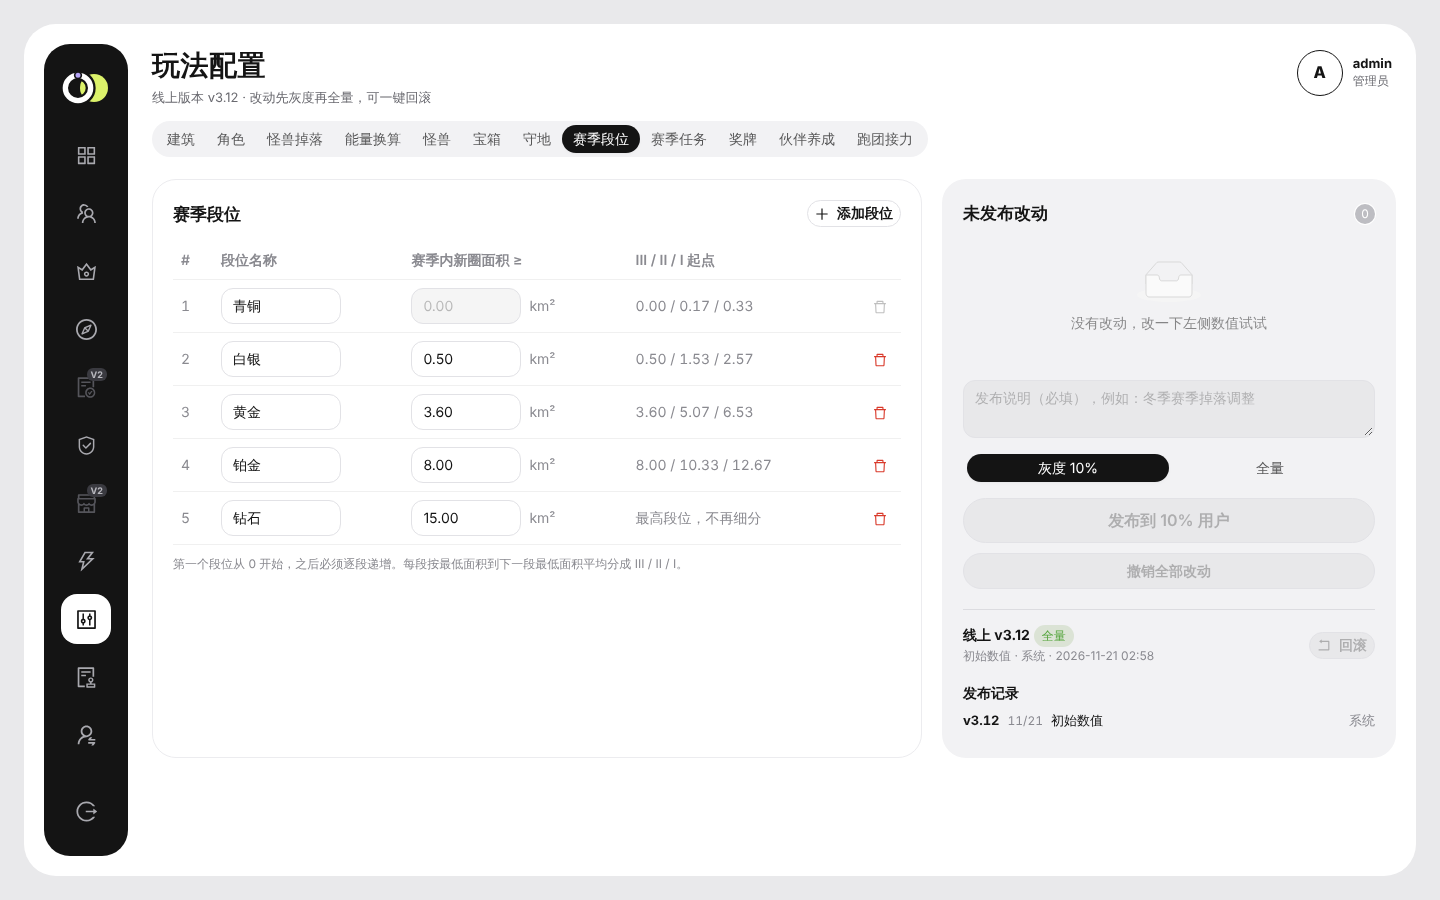 玩法配置
线上版本 v3.12 · 改动先灰度再全量，可一键回滚
A
admin
管理员
建筑 角色 怪兽掉落 能量换算 怪兽 宝箱 守地 赛季段位 赛季任务 奖牌 伙伴养成 跑团接力
V2
V2
赛季段位
添加段位
# 段位名称 赛季内新圈面积 ≥ III / II / I 起点
1 青铜 0.00 km² 0.00 / 0.17 / 0.33
2 白银 0.50 km² 0.50 / 1.53 / 2.57
3 黄金 3.60 km² 3.60 / 5.07 / 6.53
4 铂金 8.00 km² 8.00 / 10.33 / 12.67
5 钻石 15.00 km² 最高段位，不再细分
第一个段位从 0 开始，之后必须逐段递增。每段按最低面积到下一段最低面积平均分成 III / II / I。
未发布改动
0
没有改动，改一下左侧数值试试
发布说明（必填），例如：冬季赛季掉落调整
灰度 10% 全量
发布到 10% 用户
撤销全部改动
线上 v3.12 全量
初始数值 · 系统 · 2026-11-21 02:58
回滚
发布记录
v3.12 11/21 初始数值 系统